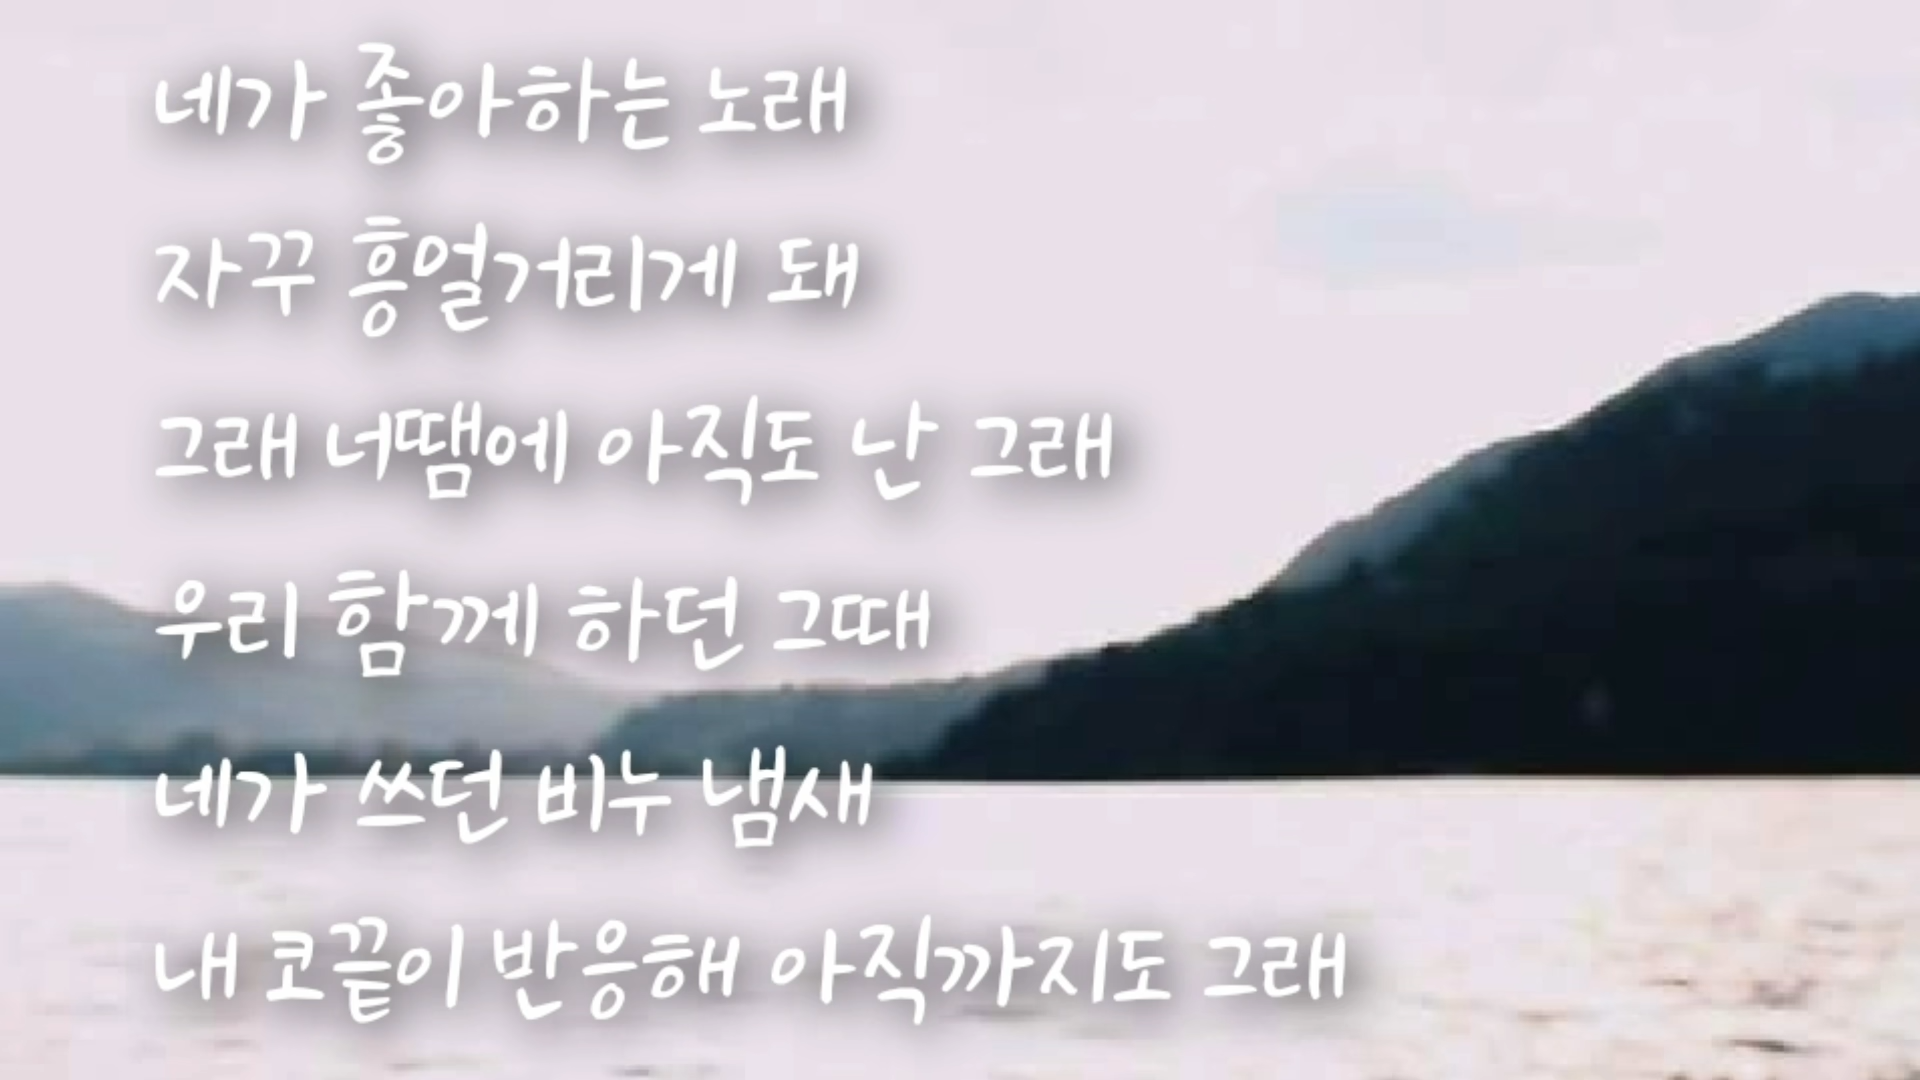 네가 좋아하는 노래
자꾸 흥얼거리게 돼
그래 너땜에 아직도 난 그래
우리 함께 하던 그때
네가 쓰던 비누 냄새
내 코끝이 반응해 아직까지도 그래